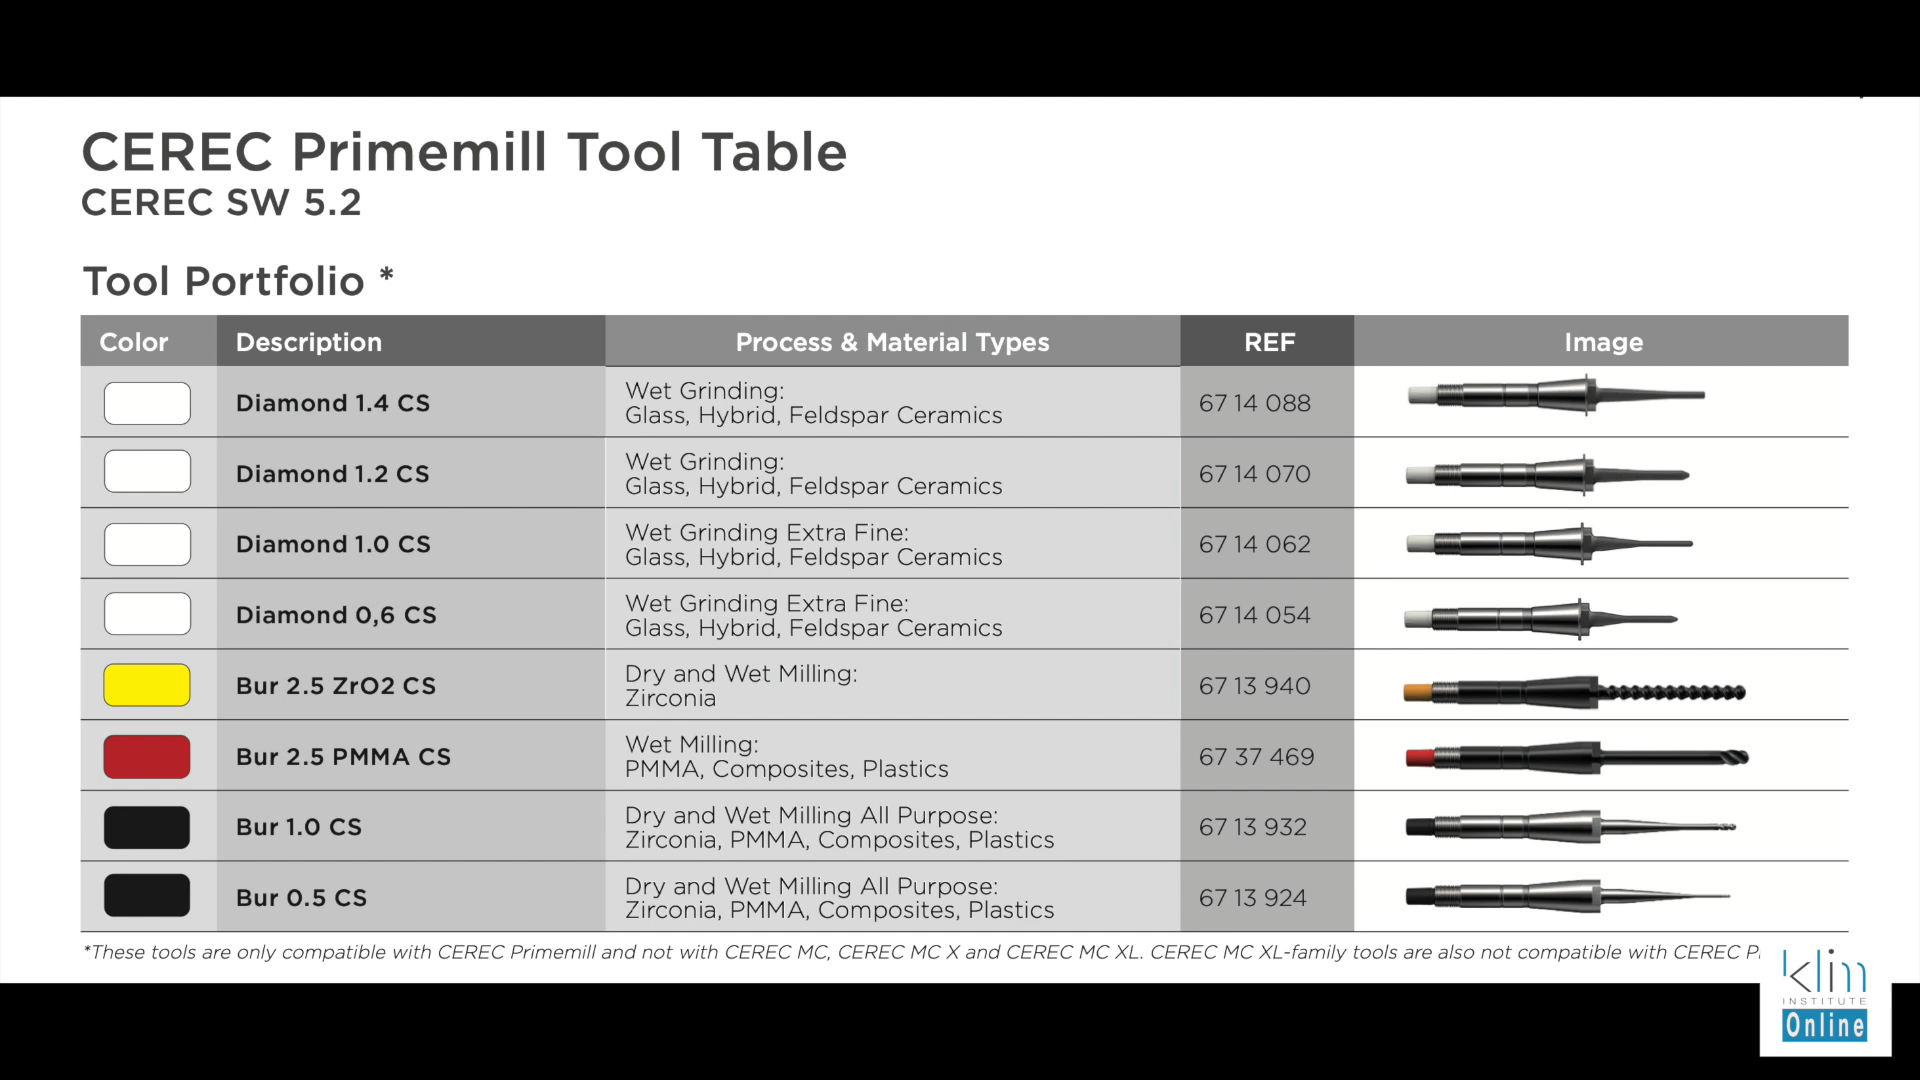 CEREC Primemill Tool Table
CEREC SW 5.2
Tool Portfolio *
Color Description Process & Material Types REF Image
Diamond 1.4 CS Wet Grinding: 67 14 088
Glass, Hybrid, Feldspar Ceramics
Diamond 1.2 CS Wet Grinding: 67 14 070
Glass, Hybrid, Feldspar Ceramics
Diamond 1.0 CS Wet Grinding Extra Fine: 67 14 062
Glass, Hybrid, Feldspar Ceramics
Diamond 0,6 CS Wet Grinding Extra Fine: 67 14 054
Glass, Hybrid, Feldspar Ceramics
Bur 2.5 ZrO2 CS Dry and Wet Milling: 67 13 940
Zirconia
Bur 2.5 PMMA CS Wet Milling: 67 37 469
PMMA, Composites, Plastics
Bur 1.0 CS Dry and Wet Milling All Purpose: 67 13 932
Zirconia, PMMA, Composites, Plastics
Bur 0.5 CS Dry and Wet Milling All Purpose: 67 13 924
Zirconia, PMMA, Composites, Plastics
*These tools are only compatible with CEREC Primemill and not with CEREC MC, CEREC MC X and CEREC MC XL. CEREC MC XL-family tools are also not compatible with CEREC
klim
INSTITUTE
Online